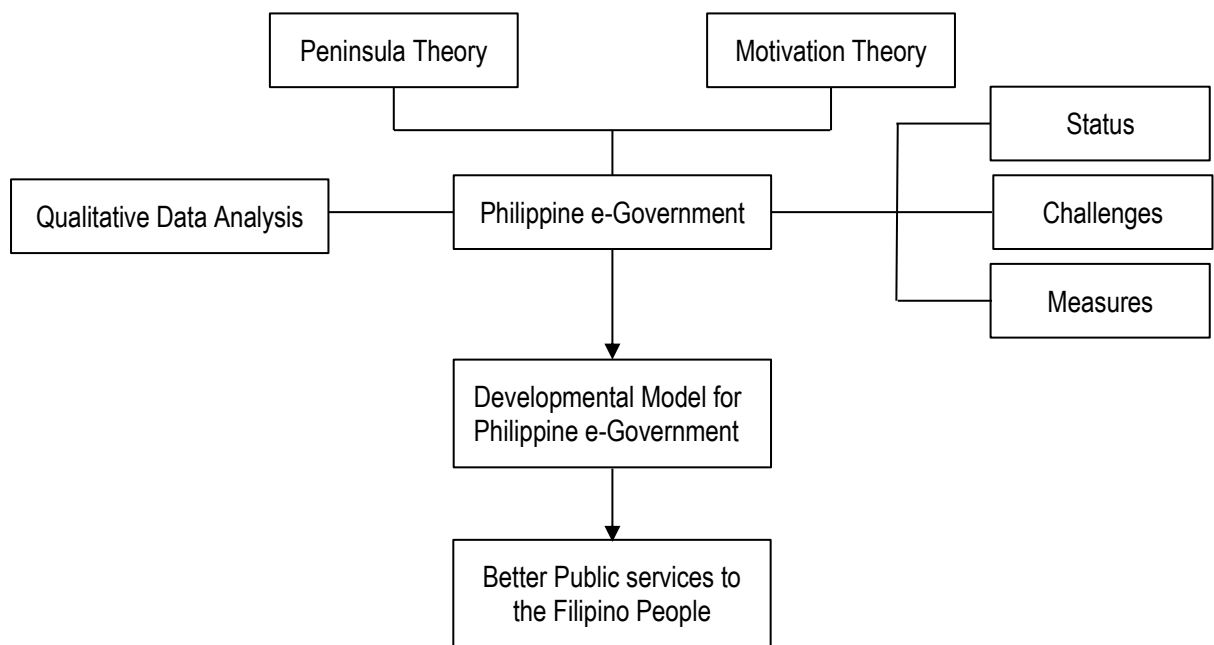 Peninsula Theory
Motivation Theory
Status
Qualitative Data Analysis
Philippine e-Government
Challenges
Measures
Developmental Model for
Philippine e-Government
Better Public services to
the Filipino People